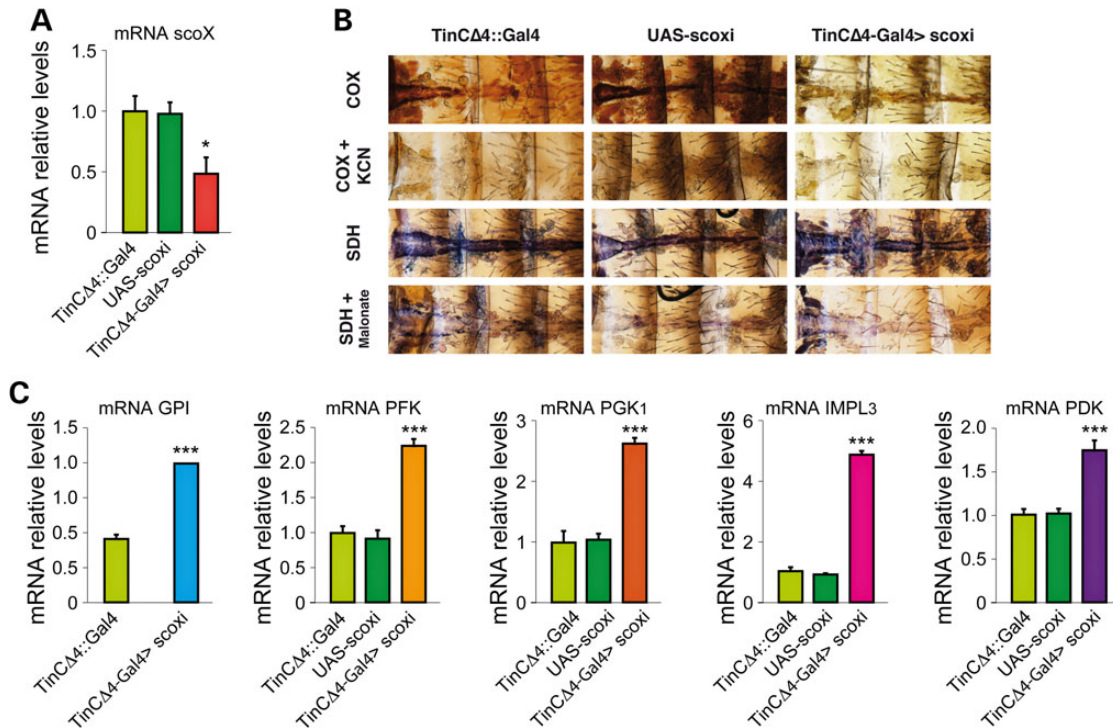 A
mRNA scoX
mRNA relative levels
1.5
1.0
0.5
0
*
TinCΔ4::Gal4
UAS-scoxi
TinCΔ4-Gal4> scoxi
B
TinCΔ4::Gal4 UAS-scoxi TinCΔ4-Gal4> scoxi
COX
COX +
KCN
SDH
SDH +
Malonate
C
mRNA GPI
mRNA relative levels
1.0
1.0
0.5
0
***
TinCΔ4::Gal4
TinCΔ4-Gal4> scoxi
mRNA PFK
mRNA relative levels
2.5
2.0
1.5
1.0
0.5
0
***
TinCΔ4::Gal4
UAS-scoxi
TinCΔ4-Gal4> scoxi
mRNA PGK1
mRNA relative levels
3
2
1
0
***
TinCΔ4::Gal4
UAS-scoxi
TinCΔ4-Gal4> scoxi
mRNA IMPL3
mRNA relative levels
6
4
2
0
***
TinCΔ4::Gal4
UAS-scoxi
TinCΔ4-Gal4> scoxi
mRNA PDK
mRNA relative levels
2.0
1.5
1.0
0.5
0
***
TinCΔ4::Gal4
UAS-scoxi
TinCΔ4-Gal4> scoxi